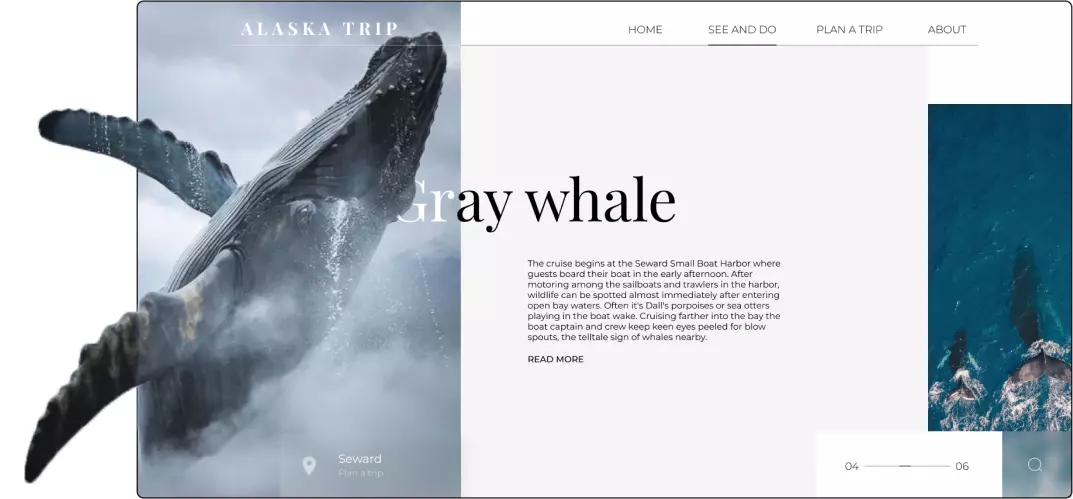 ALASKA TRIP
HOME
SEE AND DO
PLAN A TRIP
ABOUT
Gray whale
The cruise begins at the Seward Small Boat Harbor where
guests board their boat in the early afternoon. After
motoring among the sailboats and trawlers in the harbor,
wildlife can be spotted almost immediately after entering
open bay waters. Often it's Dall's porpoises or sea otters
playing in the boat wake. Cruising farther into the bay the
boat captain and crew keep keen eyes peeled for blow
spouts, the telltale sign of whales nearby.
READ MORE
Seward
Plan a trip
04
06